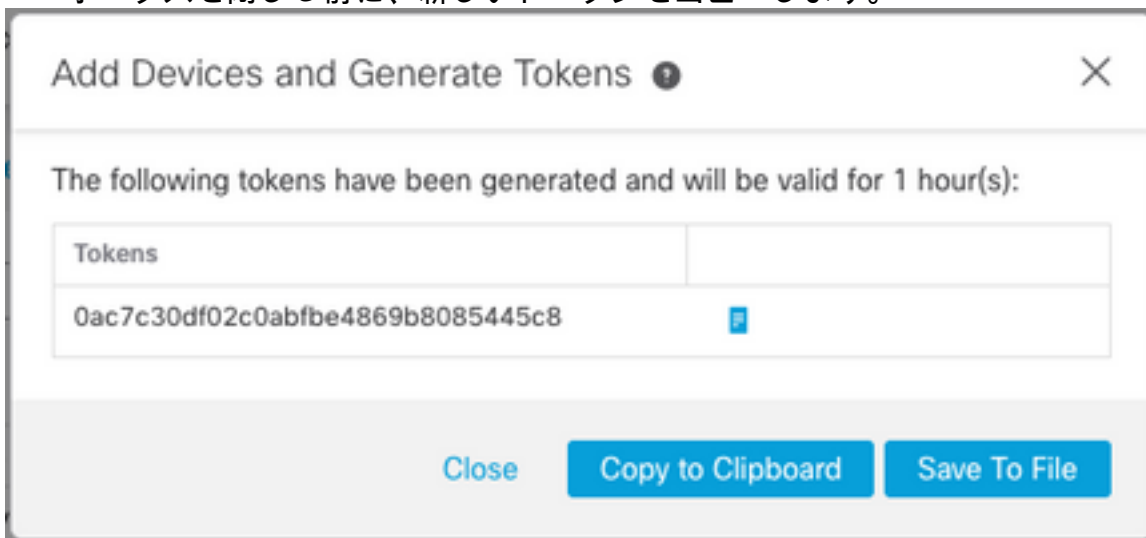 Add Devices and Generate Tokens
The following tokens have been generated and will be valid for 1 hour(s):
Tokens
0ac7c30df02c0abfbe4869b8085445c8
Close Copy to Clipboard Save To File